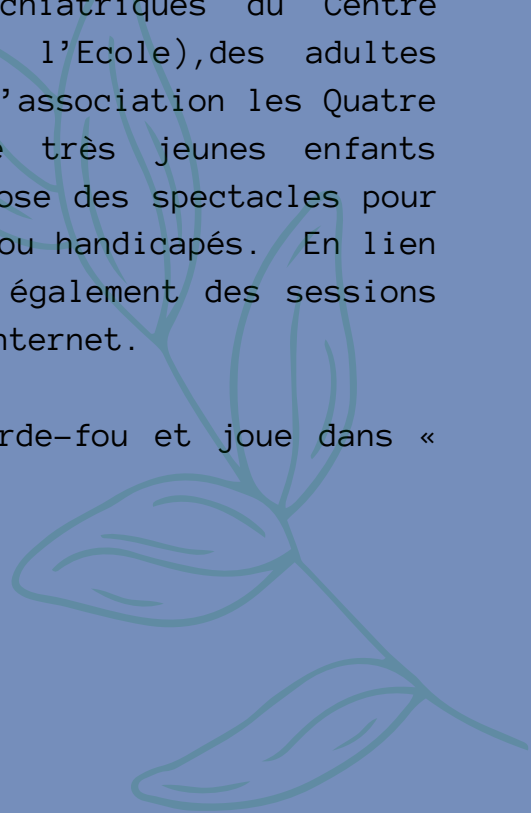 chiatriques du Centre
l’Ecole),des adultes
’association les Quatre
très jeunes enfants
ose des spectacles pour
ou handicapés. En lien
également des sessions
nternet.
rde-fou et joue dans «